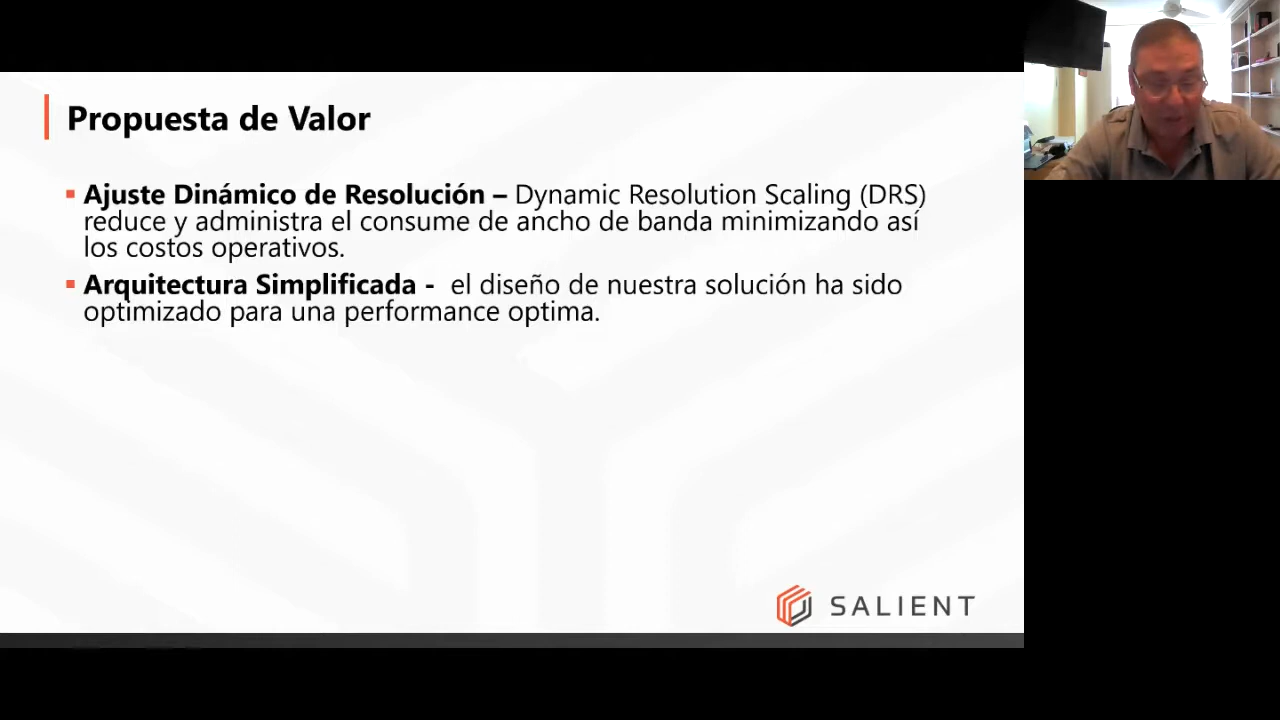 Propuesta de Valor
Ajuste Dinámico de Resolución – Dynamic Resolution Scaling (DRS)
reduce y administra el consume de ancho de banda minimizando así
los costos operativos.
Arquitectura Simplificada - el diseño de nuestra solución ha sido
optimizado para una performance optima.
SALIENT